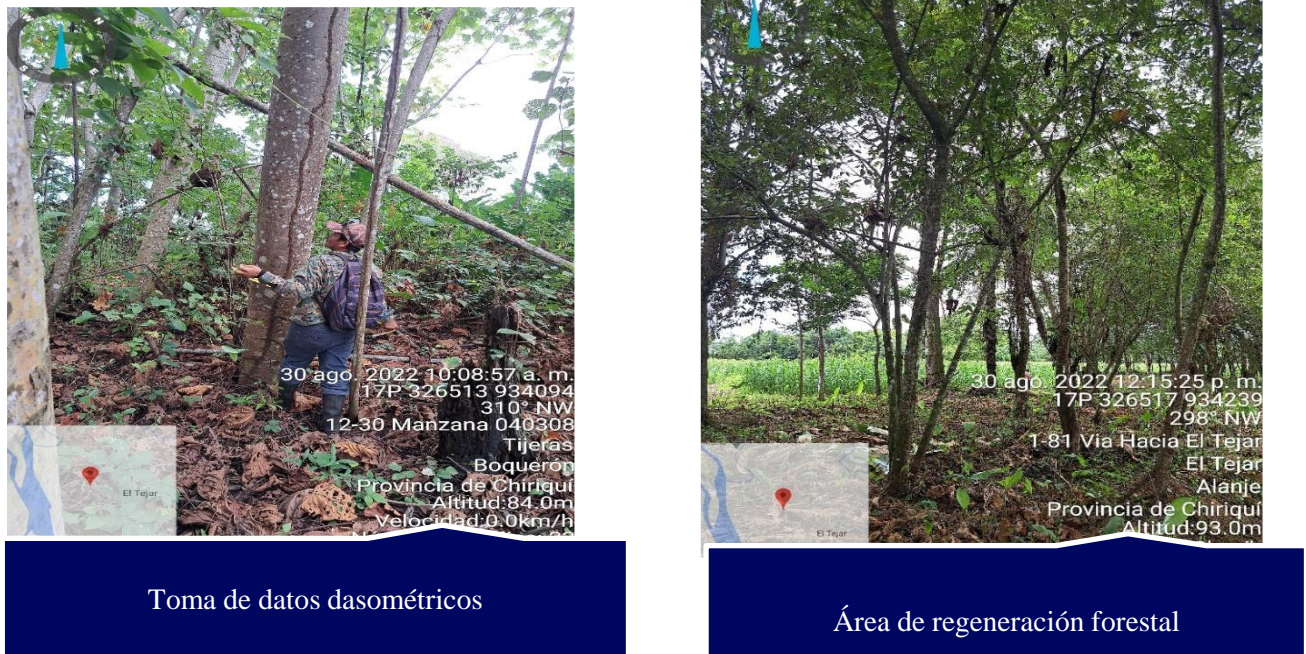 30 ago. 2022 10:08:57 a. m.
17P 326513 934094
310° NW
12-30 Manzana 040308
Tijeras
Boquerón
Provincia de Chiriquí
Altitud:84.0m
Velocidad:0.0km/h
El Tejar
Toma de datos dasométricos
30 ago. 2022 12:15:25 p. m.
17P 326517 934239
298° NW
1-81 Via Hacia El Tejar
El Tejar
Alanje
Provincia de Chiriquí
Altitud:93.0m
El Tejar
Área de regeneración forestal